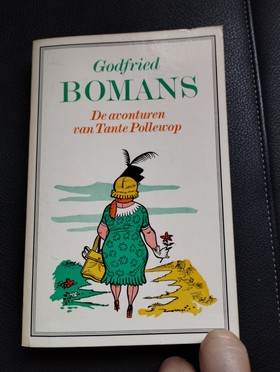 Godfried
BOMANS
De avonturen
van Tante Pollewop